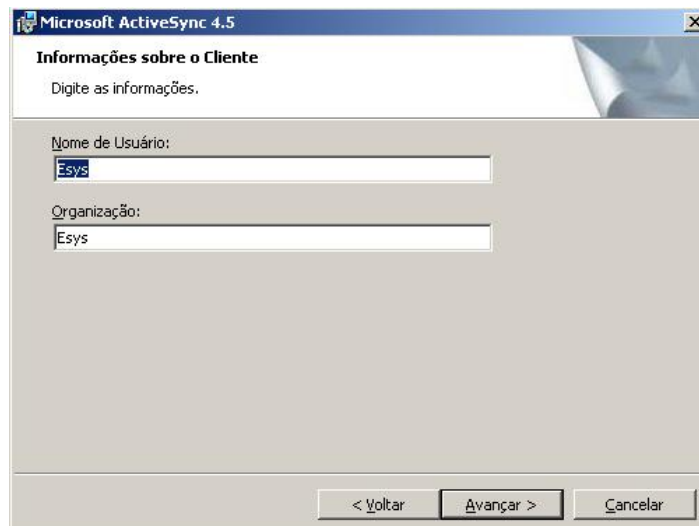 Microsoft ActiveSync 4.5
Informações sobre o Cliente
Digite as informações.
Nome de Usuário:
Esys
Organização:
Esys
< Voltar
Avançar >
Cancelar